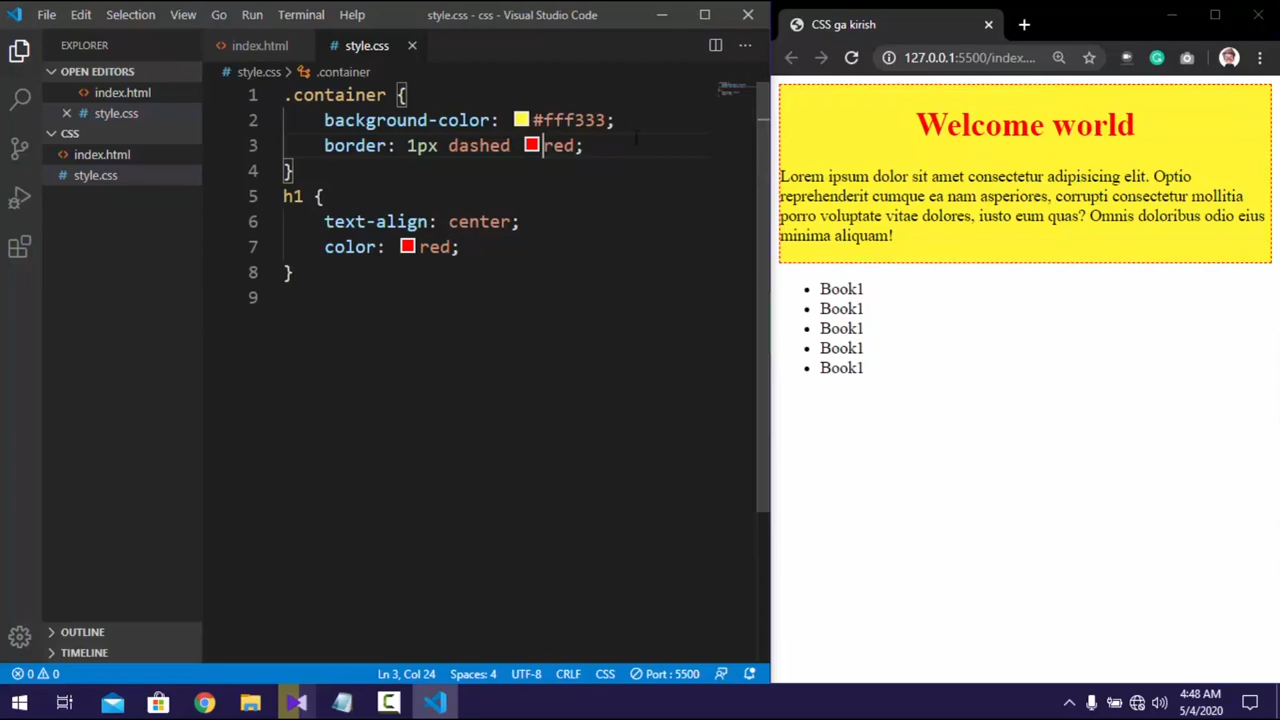 File Edit Selection View Go Run Terminal Help style.css - css - Visual Studio Code
EXPLORER
OPEN EDITORS
index.html
style.css
CSS
index.html
style.css
OUTLINE
TIMELINE
index.html
style.css
style.css > .container
1 .container {
2 background-color: #fff333;
3 border: 1px dashed red;
4 }
5 h1 {
6 text-align: center;
7 color: red;
8 }
9
0 0 Ln 3, Col 24 Spaces: 4 UTF-8 CRLF CSS Port : 5500
CSS ga kirish
127.0.0.1:5500/index....
Welcome world
Lorem ipsum dolor sit amet consectetur adipisicing elit. Optio
reprehenderit cumque ea nam asperiores, corrupti consectetur mollitia
porro voluptate vitae dolores, iusto eum quas? Omnis doloribus odio eius
minima aliquam!
• Book1
• Book1
• Book1
• Book1
• Book1
4:48 AM
5/4/2020